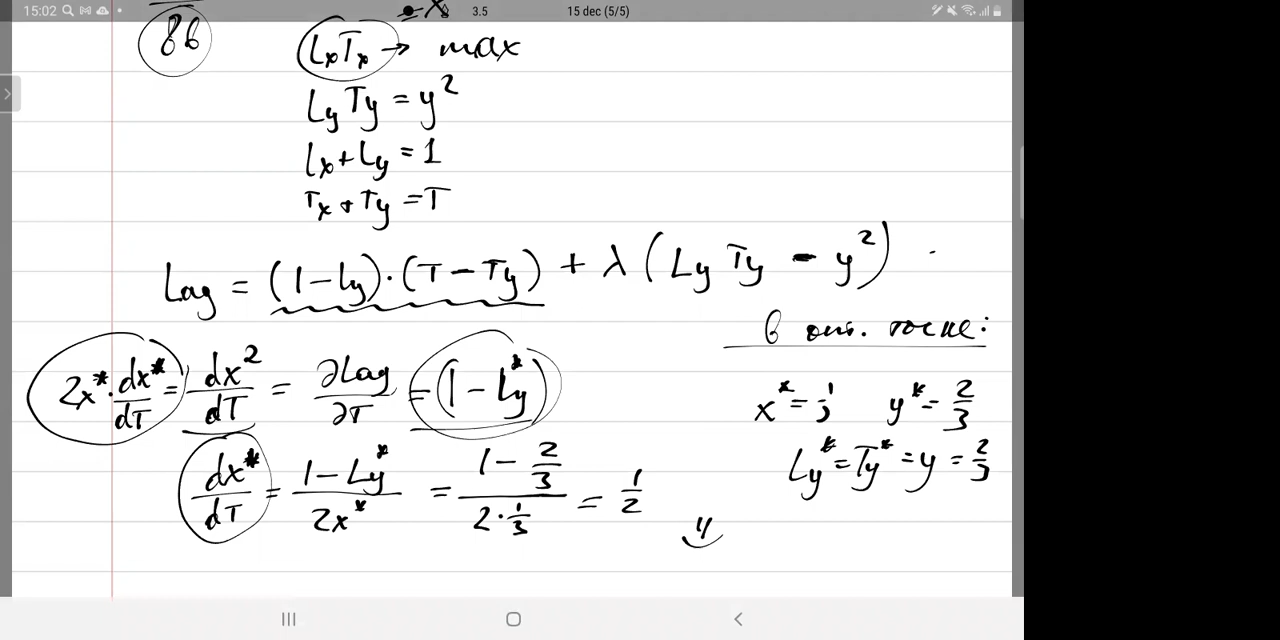 15:02 3.5 15 dec (5/5)
8b LxTx → max
LyTy = y²
Lx + Ly = 1
Tx + Ty = T
Lag = (1 - Ly)·(T - Ty) + λ(LyTy - y²)
2x*·dx*/dT = dx²/dT = ∂Lag/∂T = (1 - Ly*)
dx*/dT = (1 - Ly*)/(2x*) = (1 - 2/3)/(2·1/3) = 1/2
в опт. точке:
x* = 1/3 y* = 2/3
Ly* = Ty* = y = 2/3